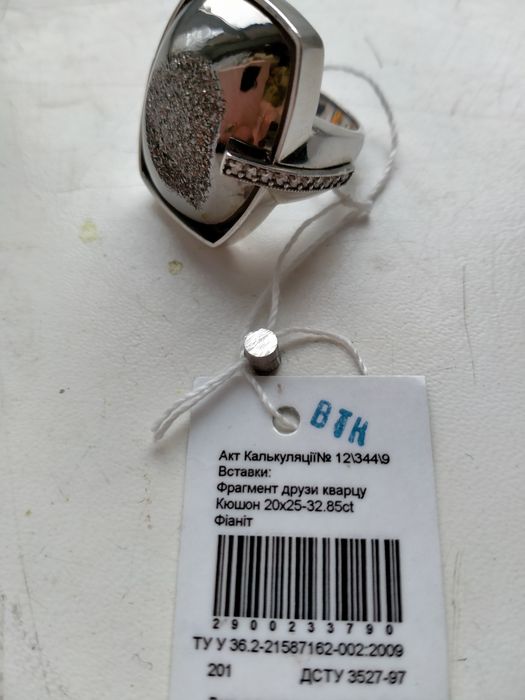 ВТК
Акт Калькуляції№ 12\344\9
Вставки:
Фрагмент друзи кварцу
Кюшон 20x25-32.85ct
Фіаніт
2900233790
ТУ У 36.2-21587162-002:2009
201 ДСТУ 3527-97